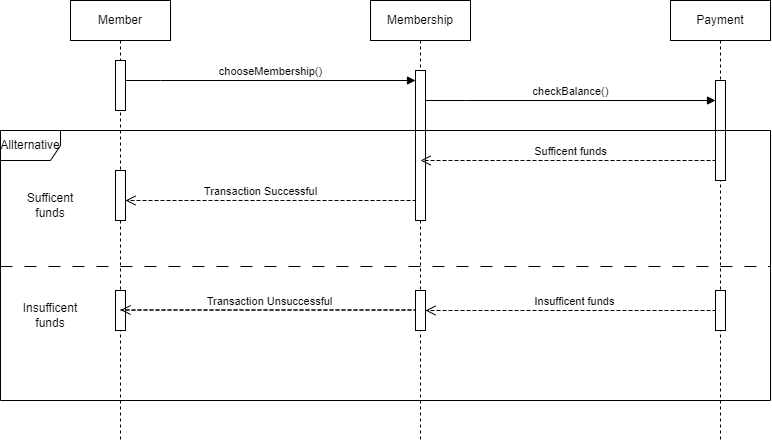 Member
Membership
Payment
chooseMembership()
checkBalance()
Allternative
Sufficent funds
Transaction Successful
Sufficent
funds
Transaction Unsuccessful
Insufficent funds
Insufficent
funds